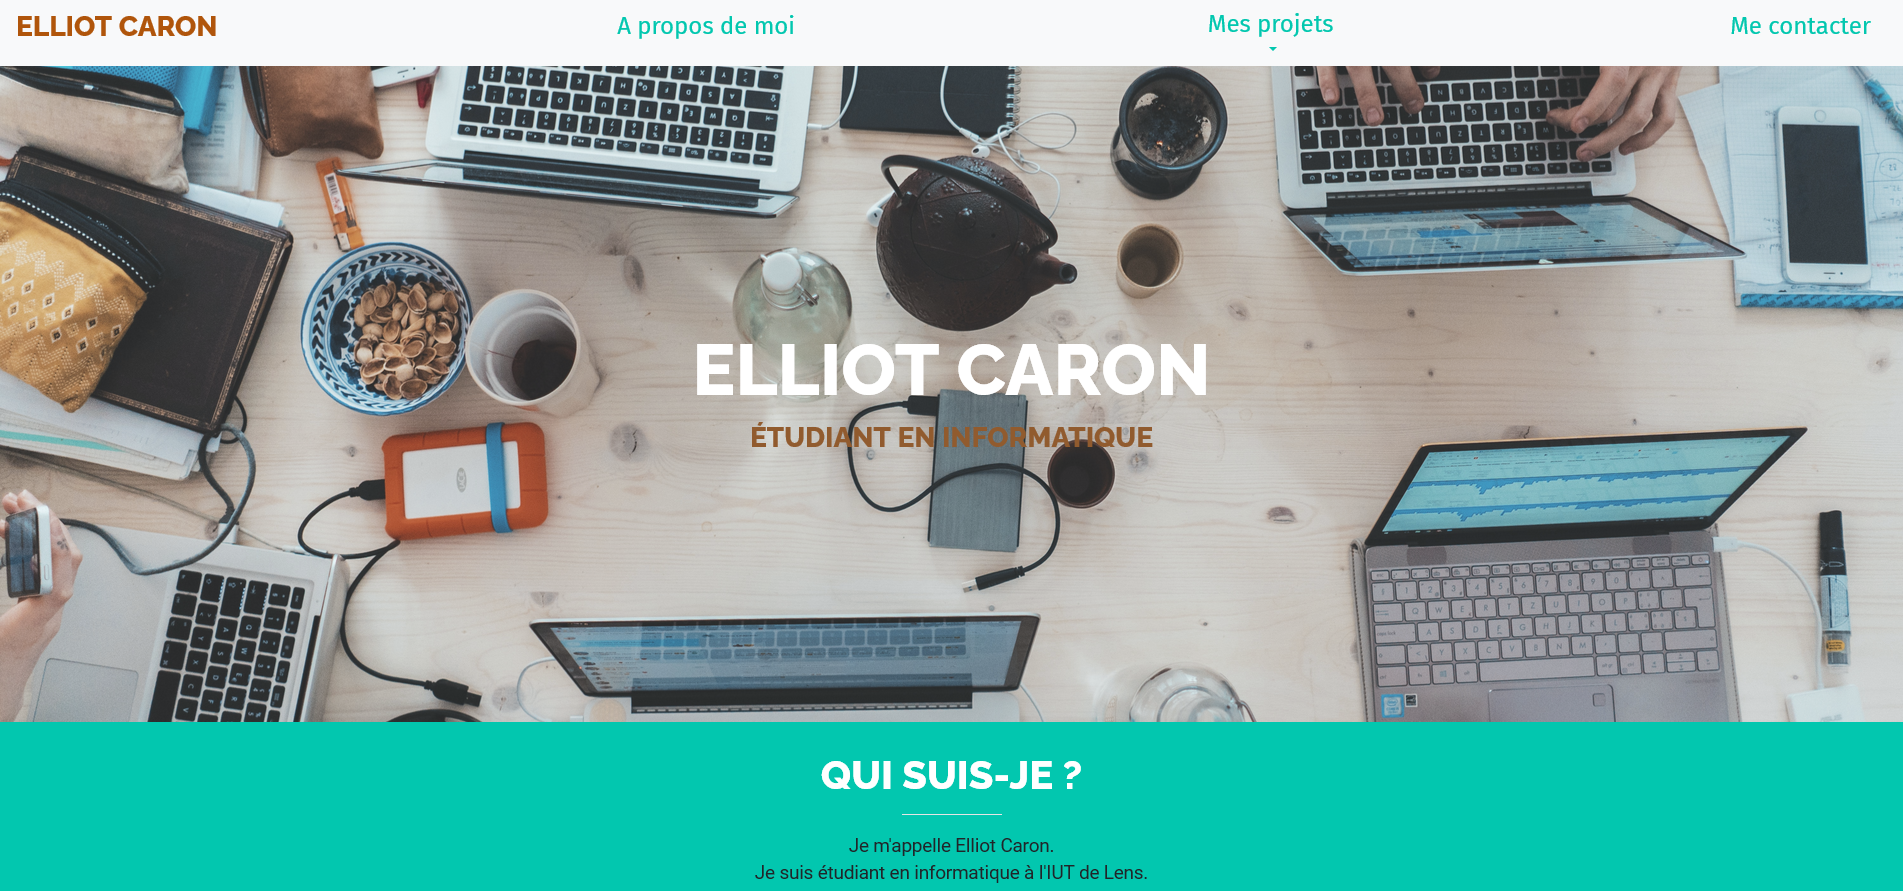 ELLIOT CARON
A propos de moi
Mes projets
Me contacter
ELLIOT CARON
ÉTUDIANT EN INFORMATIQUE
QUI SUIS-JE ?
Je m'appelle Elliot Caron.
Je suis étudiant en informatique à l'IUT de Lens.